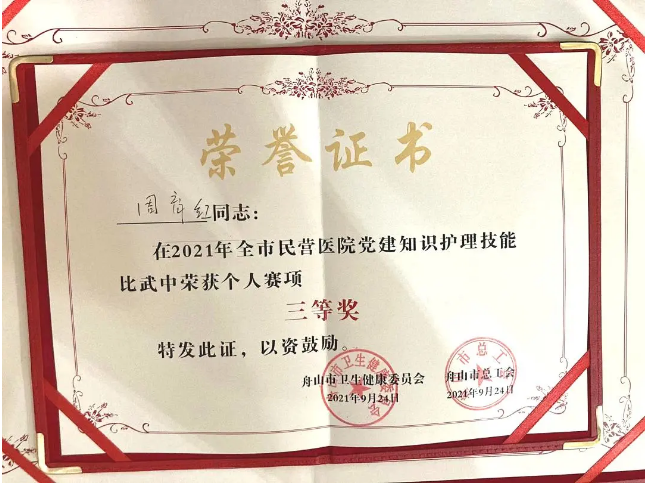 荣誉证书
周 红同志：
在2021年全市民营医院党建知识护理技能
比武中荣获个人赛项
三等奖
特发此证，以资鼓励。
舟山市卫生健康委员会
舟山市总工会
2021年9月24日
2021年9月24日